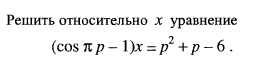 Решить относительно x уравнение
(cos π p − 1)x = p² + p − 6 .